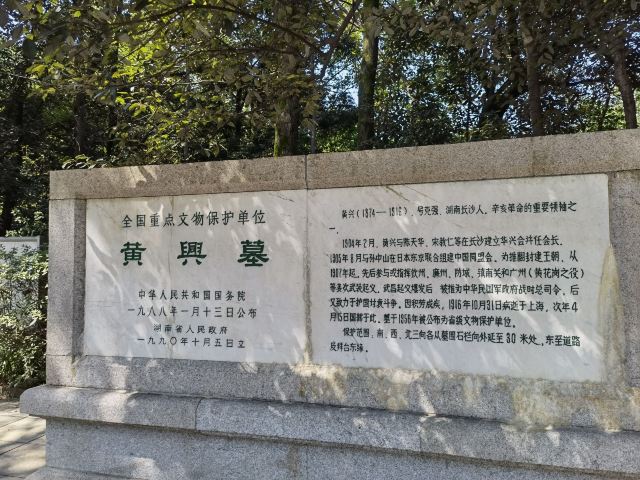 全国重点文物保护单位
黄興墓
中华人民共和国国务院
一九八八年一月十三日公布
湖南省人民政府
一九九〇年十月五日立
黄兴(1874—1916),号克强、湖南长沙人。辛亥革命的重要领袖之
一。
1904年2月,黄兴与陈天华、宋教仁等在长沙建立华兴会并任会长。
1905年8月与孙中山在日本东京联合组建中国同盟会。为推翻封建王朝,从
1907年起,先后参与或指挥钦州、廉州、防城、镇南关和广州(黄花岗之役)
等多次武装起义。武昌起义爆发后 被推为中华民国军政府战时总司令。后
又致力于护国讨袁斗争。因积劳成疾,1916年10月31日病逝于上海,次年4
月15日国葬于此。墓于1956年被公布为省级文物保护单位。
保护范围:南、西、北三向各从墓围石栏向外延至30米处,东至道路
反拜台东缘。